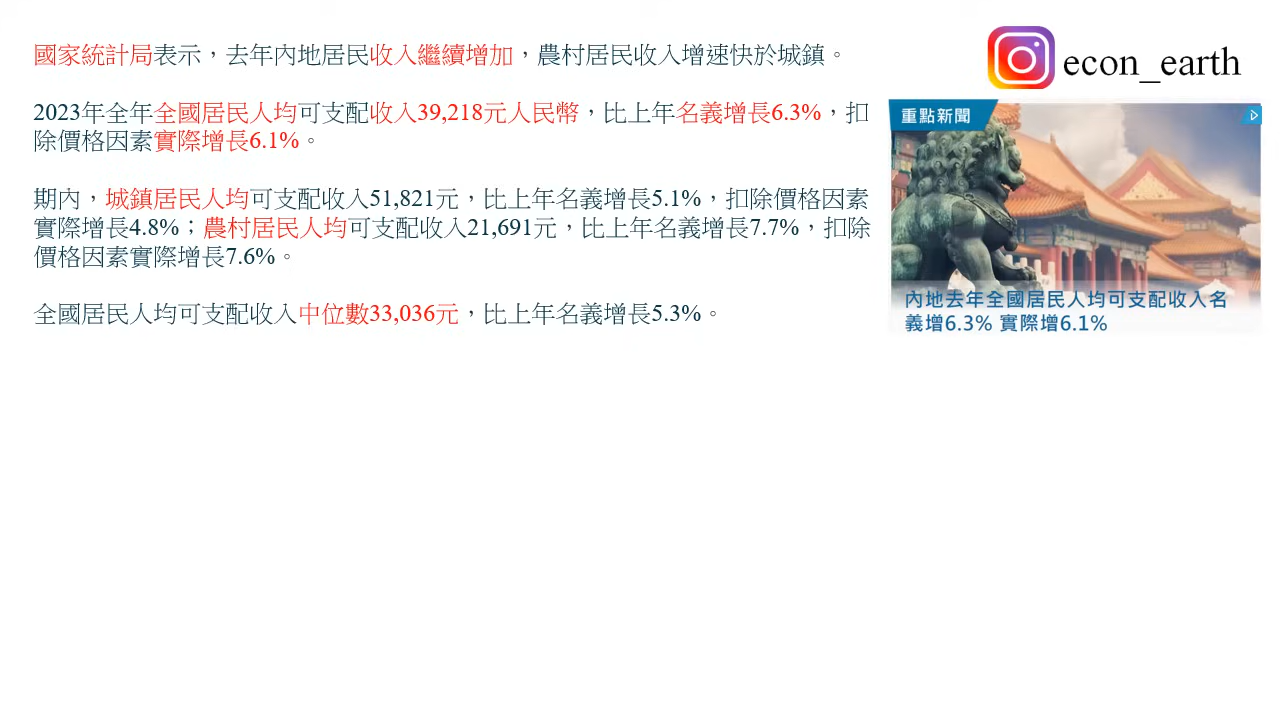 國家統計局表示，去年內地居民收入繼續增加，農村居民收入增速快於城鎮。
2023年全年全國居民人均可支配收入39,218元人民幣，比上年名義增長6.3%，扣
除價格因素實際增長6.1%。
期內，城鎮居民人均可支配收入51,821元，比上年名義增長5.1%，扣除價格因素
實際增長4.8%；農村居民人均可支配收入21,691元，比上年名義增長7.7%，扣除
價格因素實際增長7.6%。
全國居民人均可支配收入中位數33,036元，比上年名義增長5.3%。
econ_earth
重點新聞
內地去年全國居民人均可支配收入名
義增6.3% 實際增6.1%